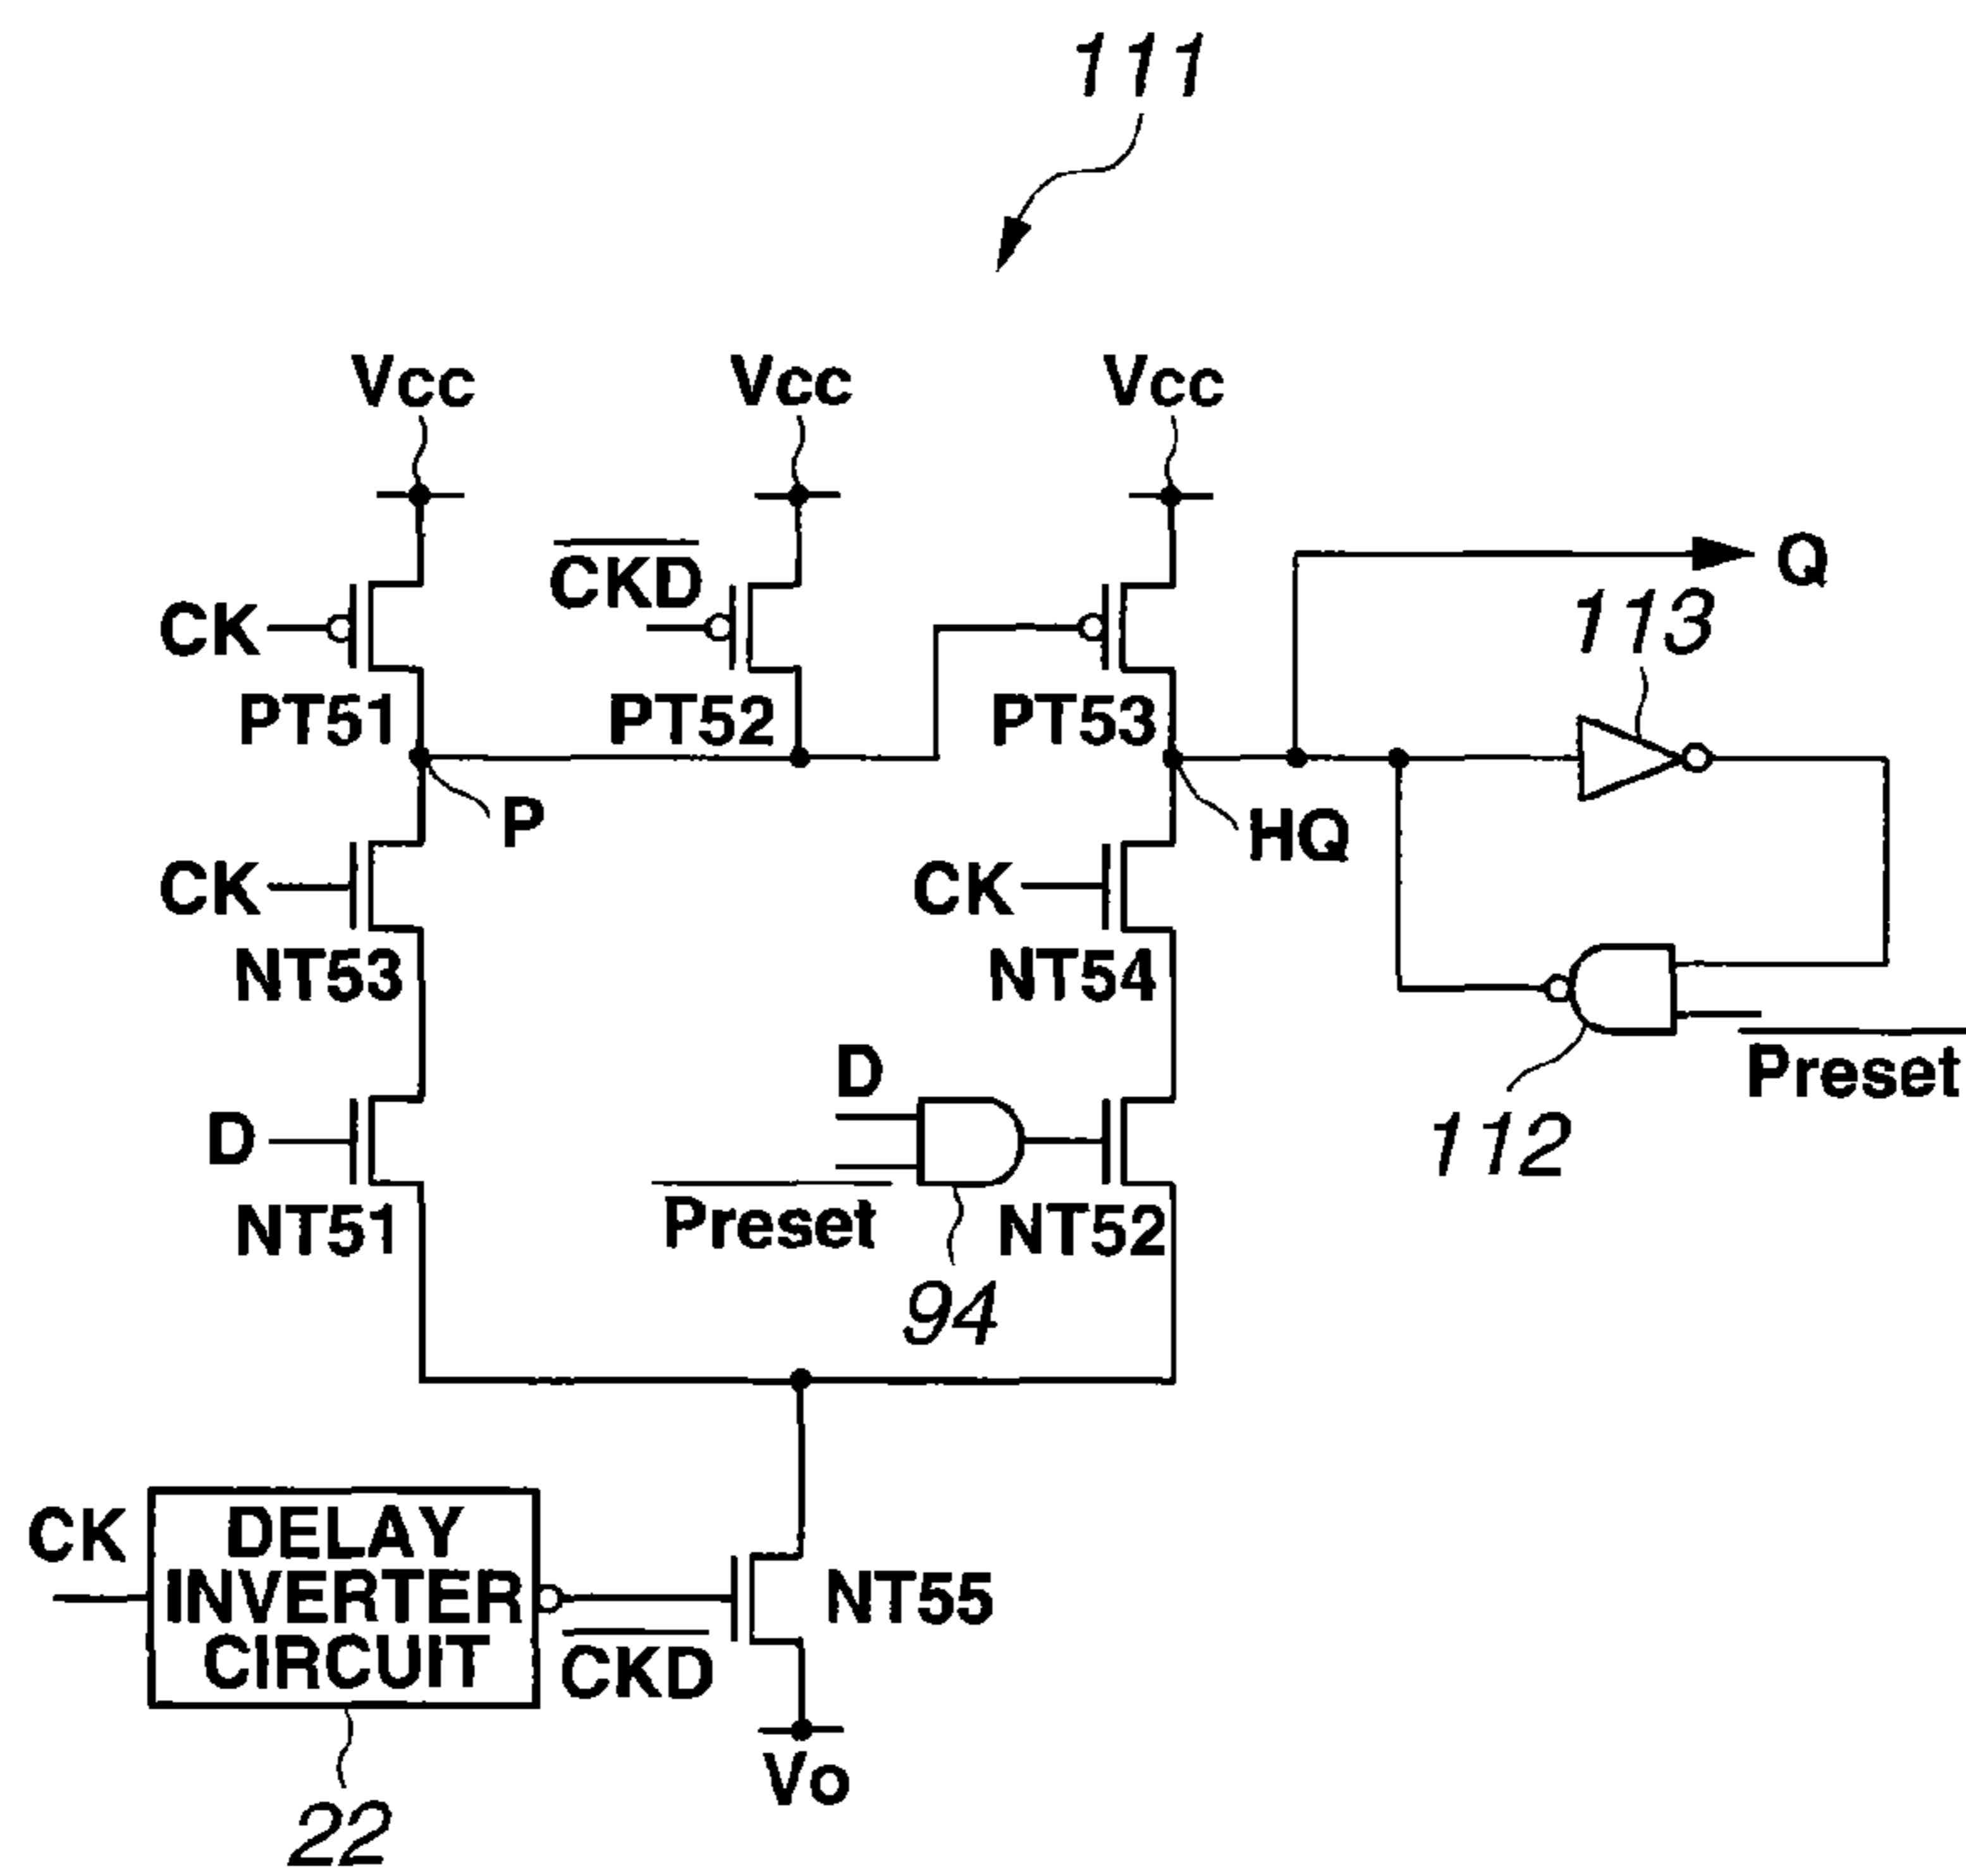 111
Vcc Vcc Vcc
CKD
Q
CK
113
PT51 PT52 PT53
P
HQ
CK CK
NT53 NT54
D
Preset
D
112
Preset
NT51 NT52
94
CK
DELAY
INVERTER
CIRCUIT
NT55
CKD
Vo
22